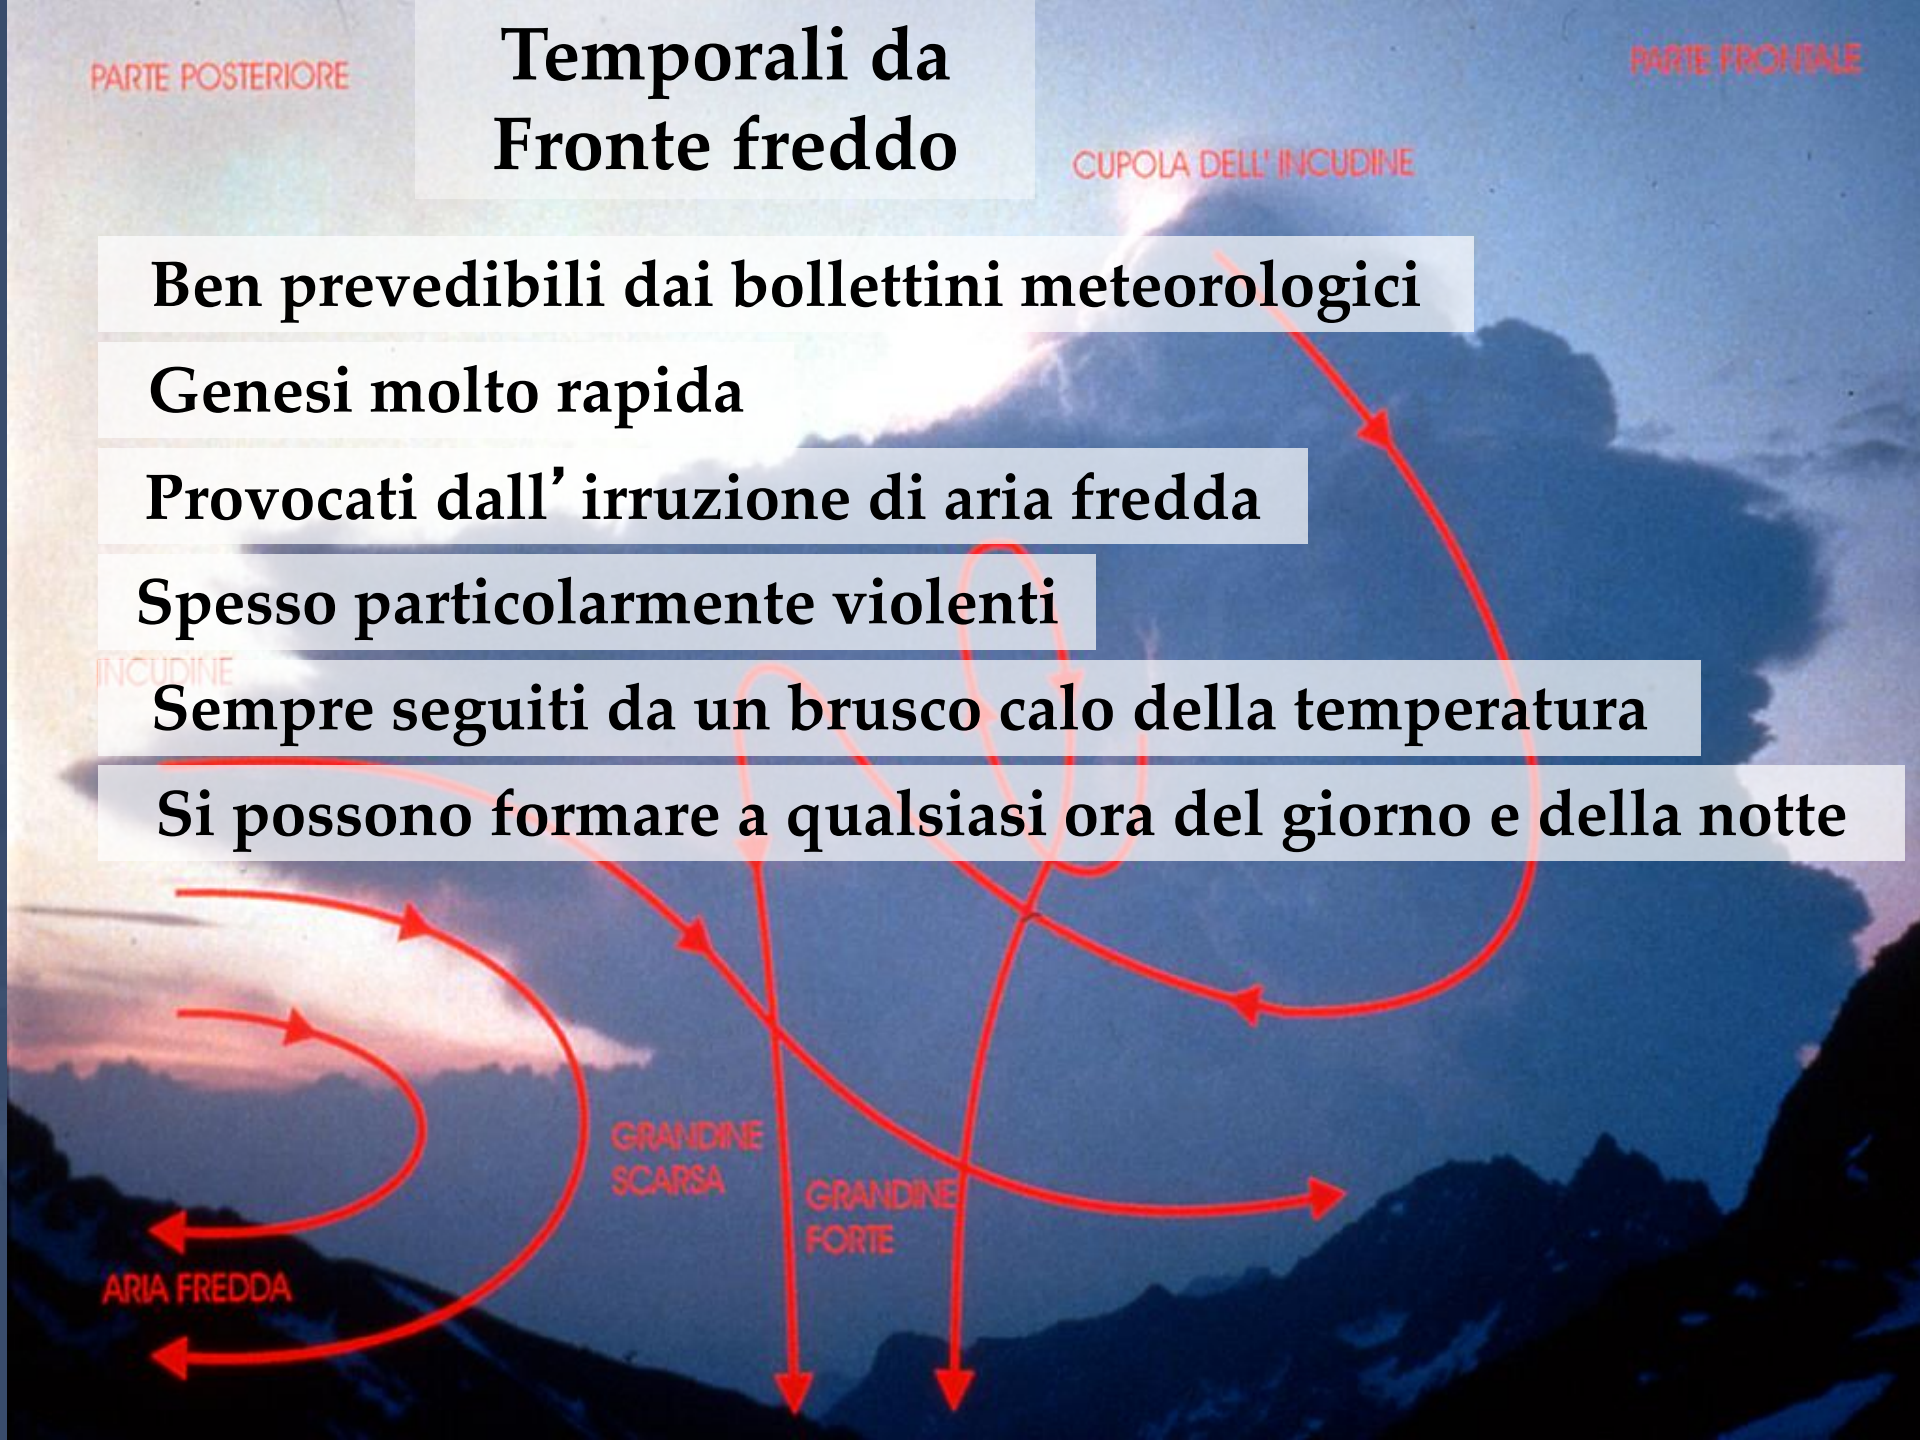 Temporali da
Fronte freddo
PARTE POSTERIORE
PARTE FRONTALE
CUPOLA DELL' INCUDINE
Ben prevedibili dai bollettini meteorologici
Genesi molto rapida
Provocati dall’irruzione di aria fredda
Spesso particolarmente violenti
INCUDINE
Sempre seguiti da un brusco calo della temperatura
Si possono formare a qualsiasi ora del giorno e della notte
GRANDINE
SCARSA
GRANDINE
FORTE
ARIA FREDDA